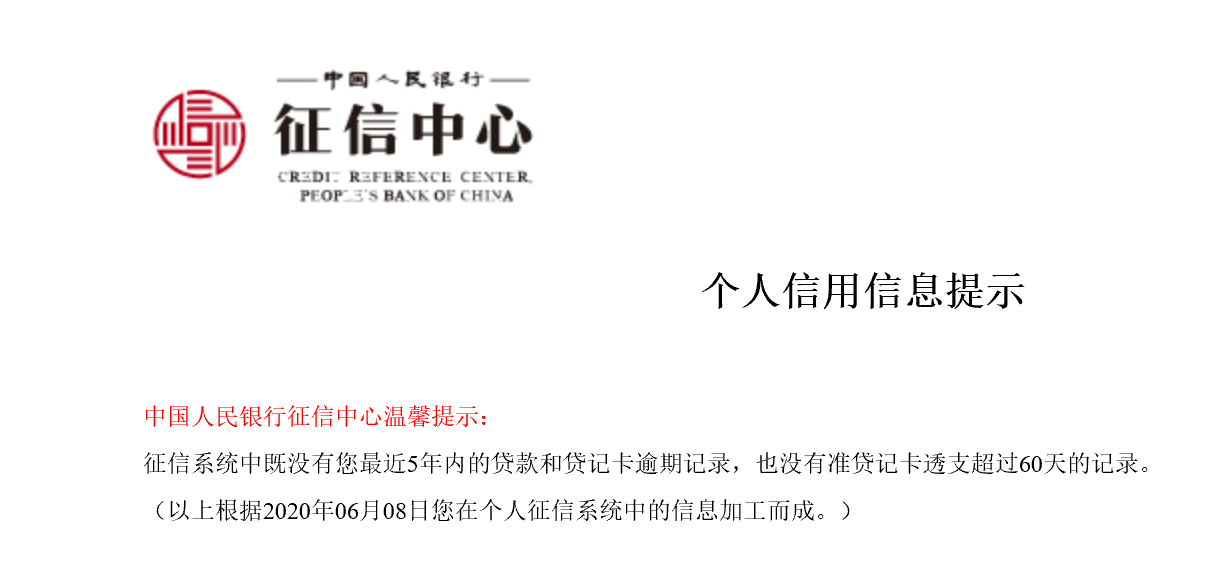 中国人民银行
征信中心
CREDIT REFERENCE CENTER,
PEOPLE'S BANK OF CHINA
个人信用信息提示
中国人民银行征信中心温馨提示：
征信系统中既没有您最近5年内的贷款和贷记卡逾期记录，也没有准贷记卡透支超过60天的记录。
（以上根据2020年06月08日您在个人征信系统中的信息加工而成。）